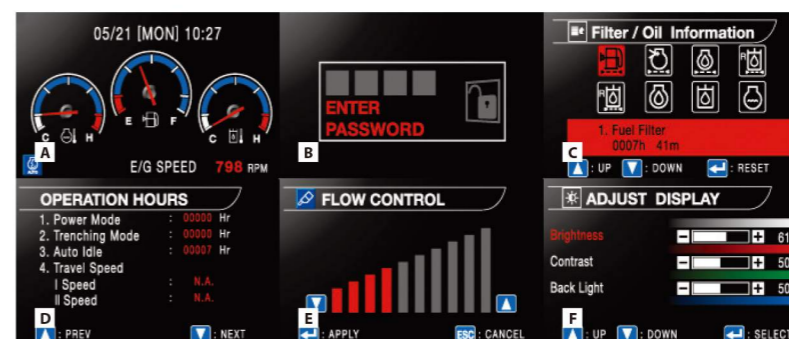 05/21 [MON] 10:27
C H
E F
C H
AUTO
A
E/G SPEED 798 RPM
ENTER
PASSWORD
B
Filter / Oil Information
1. Fuel Filter
0007h 41m
C
: UP : DOWN : RESET
OPERATION HOURS
1. Power Mode : 00000 Hr
2. Trenching Mode : 00000 Hr
3. Auto Idle : 00007 Hr
4. Travel Speed
I Speed : N.A.
II Speed : N.A.
D
: PREV : NEXT
FLOW CONTROL
E
: APPLY ESC : CANCEL
ADJUST DISPLAY
Brightness - + 61
Contrast - + 50
Back Light - + 50
F
: UP : DOWN : SELECT